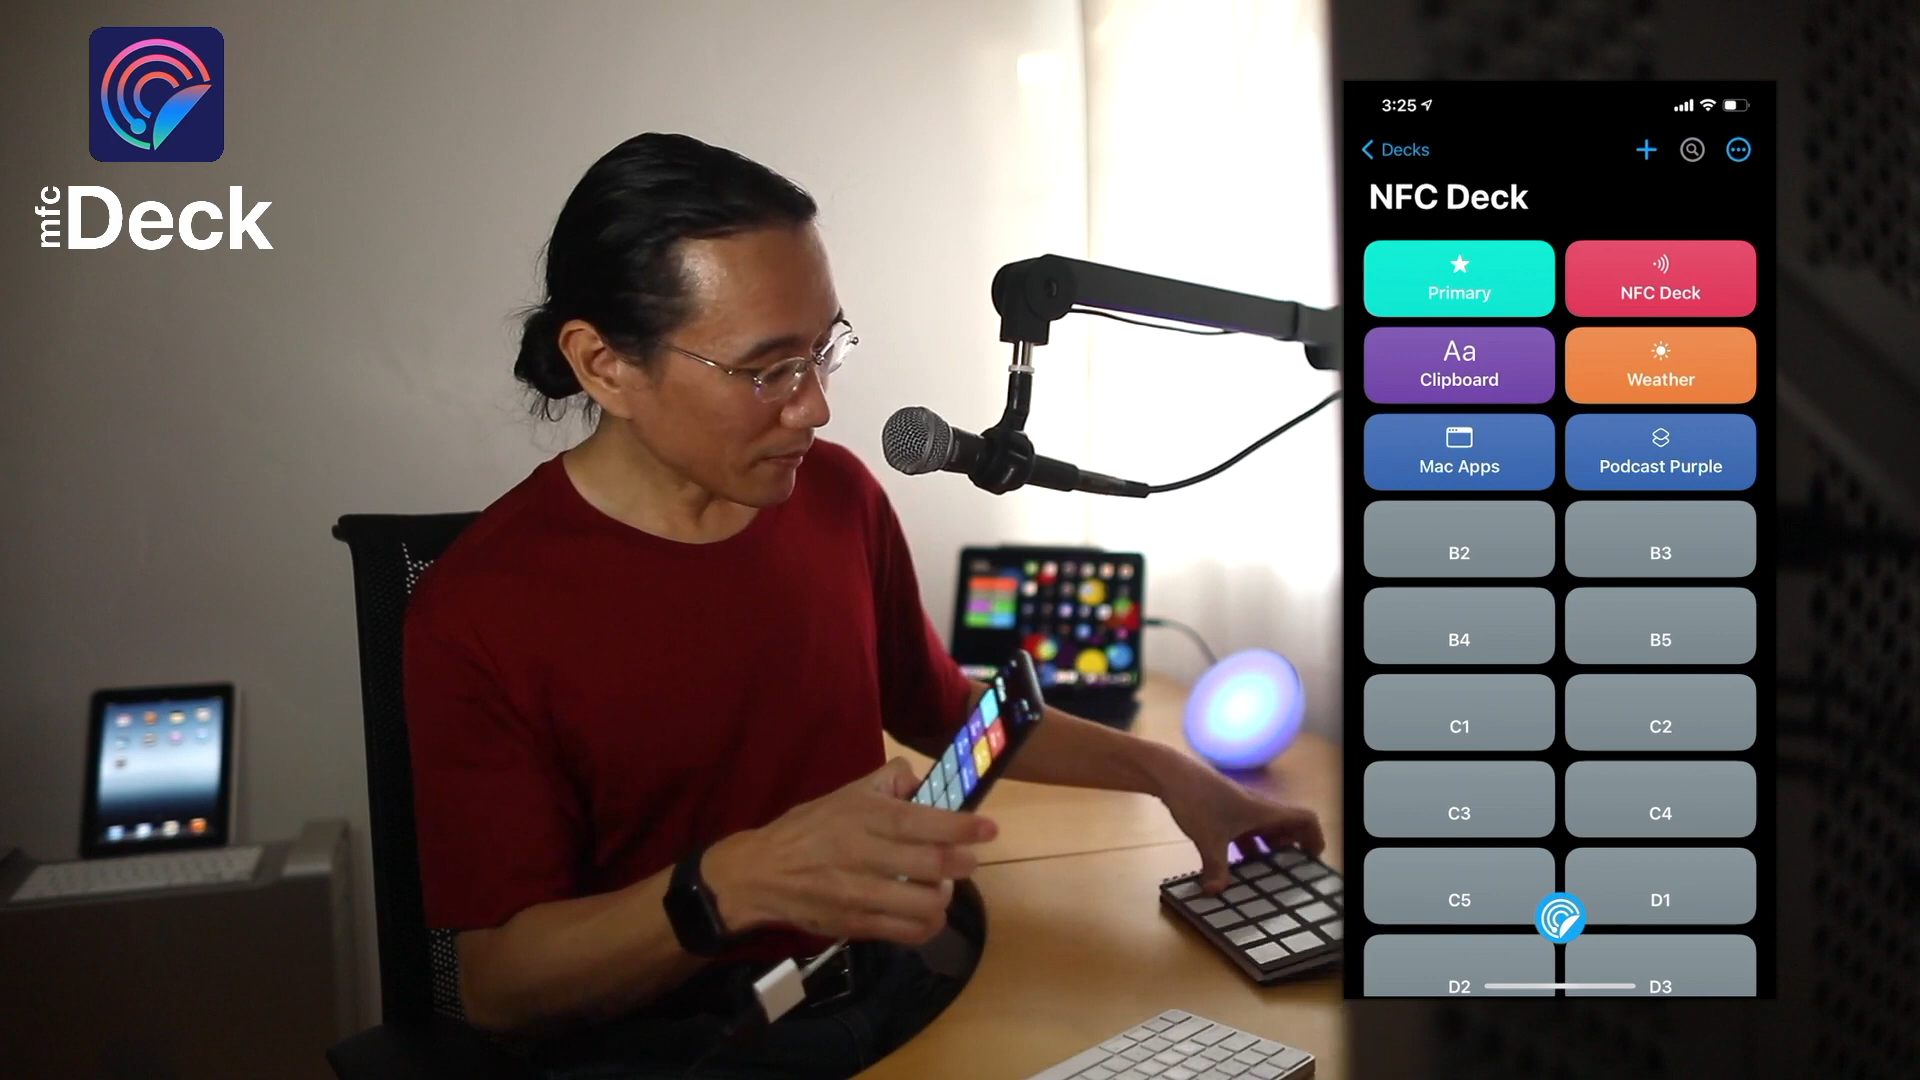 mfc
Deck
3:25
Decks
NFC Deck
Primary
NFC Deck
Aa
Clipboard
Weather
Mac Apps
Podcast Purple
B2
B3
B4
B5
C1
C2
C3
C4
C5
D1
D2
D3